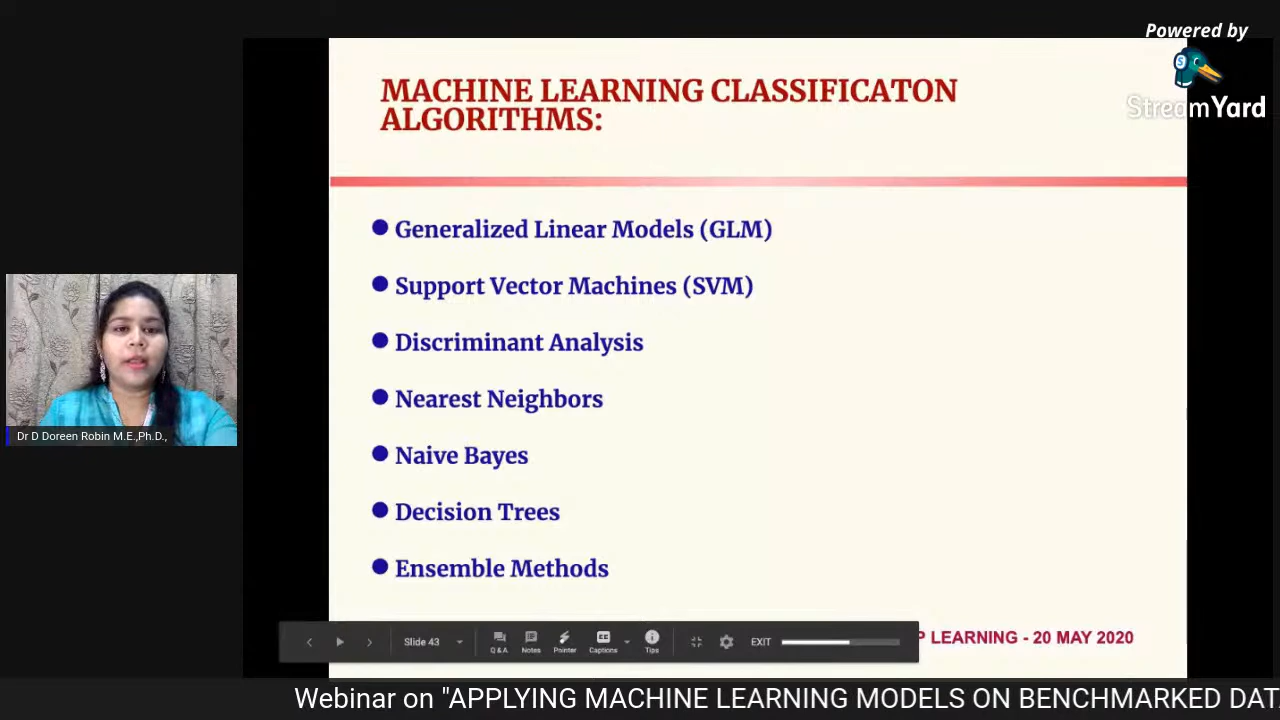 Powered by
StreamYard
MACHINE LEARNING CLASSIFICATON
ALGORITHMS:
Generalized Linear Models (GLM)
Support Vector Machines (SVM)
Discriminant Analysis
Nearest Neighbors
Naive Bayes
Decision Trees
Ensemble Methods
Dr D Doreen Robin M.E.,Ph.D.,
Slide 43
Q & A
Notes
Pointer
Captions
Tips
EXIT
P LEARNING - 20 MAY 2020
Webinar on "APPLYING MACHINE LEARNING MODELS ON BENCHMARKED DAT